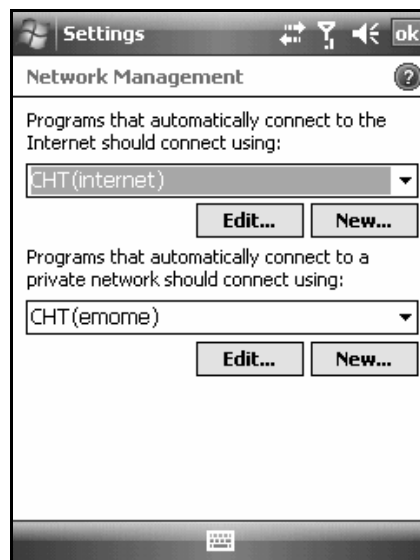 Settings
ok
Network Management
?
Programs that automatically connect to the
Internet should connect using:
CHT(internet)
Edit... New...
Programs that automatically connect to a
private network should connect using:
CHT(emome)
Edit... New...